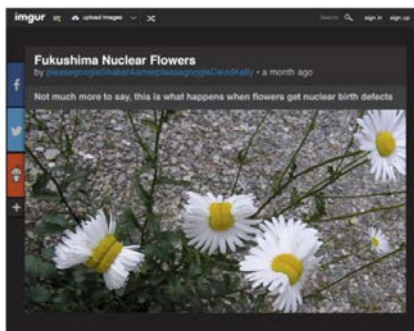 imgur upload images Search sign in sign up
Fukushima Nuclear Flowers
by pleasegoogleShakerAamerpleasegoogleDavidKelly • a month ago
Not much more to say, this is what happens when flowers get nuclear birth defects